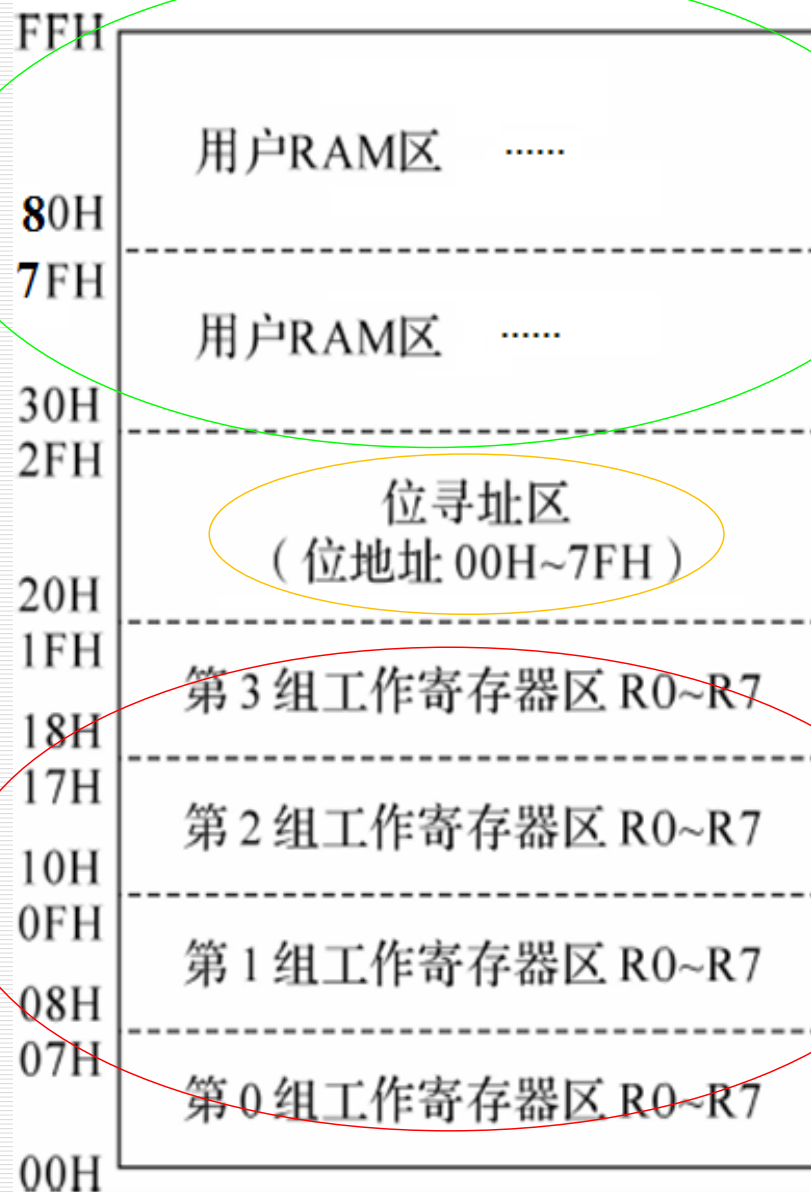 FFH
用户RAM区 ······
80H
7FH
用户RAM区 ······
30H
2FH
位寻址区
（位地址 00H~7FH）
20H
1FH
第 3 组工作寄存器区 R0~R7
18H
17H
第 2 组工作寄存器区 R0~R7
10H
0FH
第 1 组工作寄存器区 R0~R7
08H
07H
第 0 组工作寄存器区 R0~R7
00H